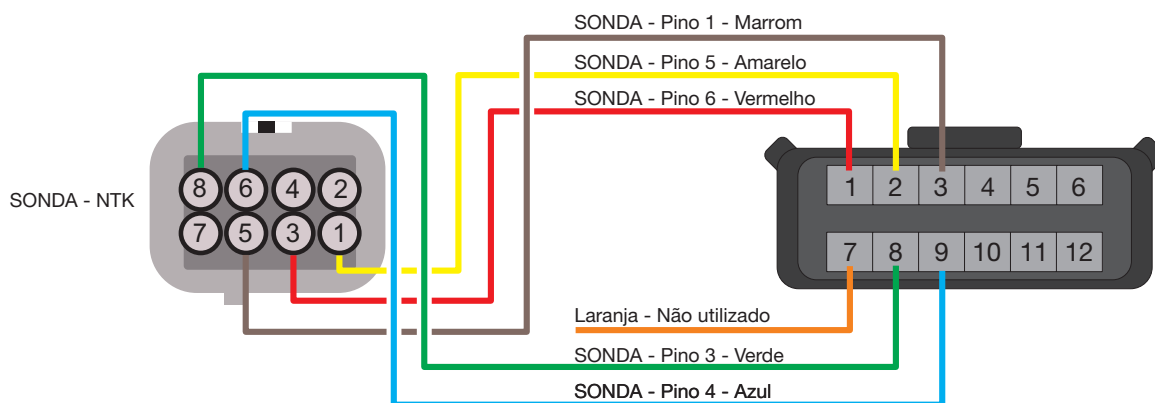 SONDA - Pino 1 - Marrom
SONDA - Pino 5 - Amarelo
SONDA - Pino 6 - Vermelho
SONDA - NTK
8 6 4 2
7 5 3 1
1 2 3 4 5 6
7 8 9 10 11 12
Laranja - Não utilizado
SONDA - Pino 3 - Verde
SONDA - Pino 4 - Azul